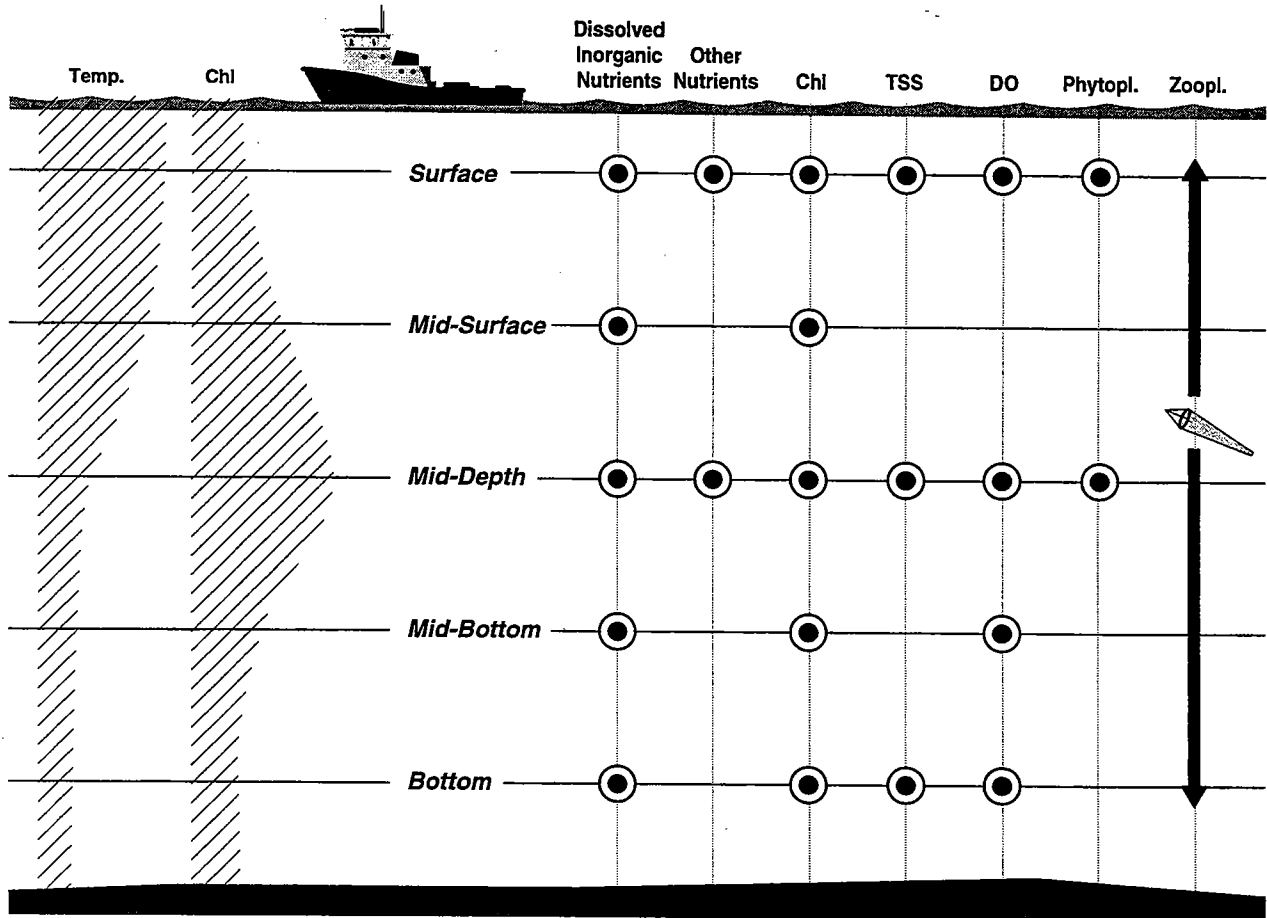 Temp.
Chl
Dissolved
Inorganic
Nutrients
Other
Nutrients
Chl
TSS
DO
Phytopl.
Zoopl.
Surface
Mid-Surface
Mid-Depth
Mid-Bottom
Bottom